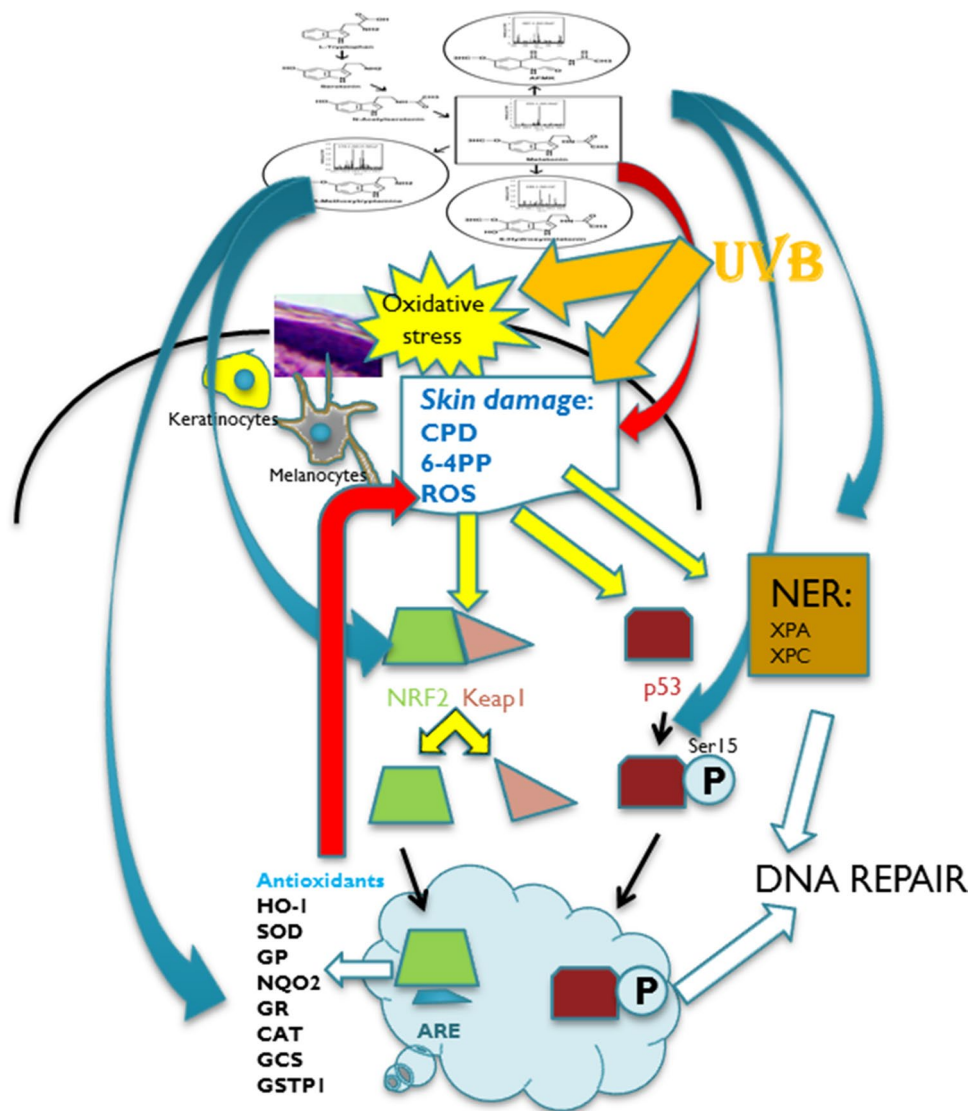 L-Tryptophan
Serotonin
N-Acetylserotonin
AFMK
Melatonin
5-Methoxytryptamine
6-Hydroxymelatonin
UVB
Oxidative
stress
Keratinocytes
Melanocytes
Skin damage:
CPD
6-4PP
ROS
NER:
XPA
XPC
NRF2 Keap1
p53
Ser15
P
DNA REPAIR
Antioxidants
HO-1
SOD
GP
NQO2
GR
CAT
GCS
GSTP1
ARE
P